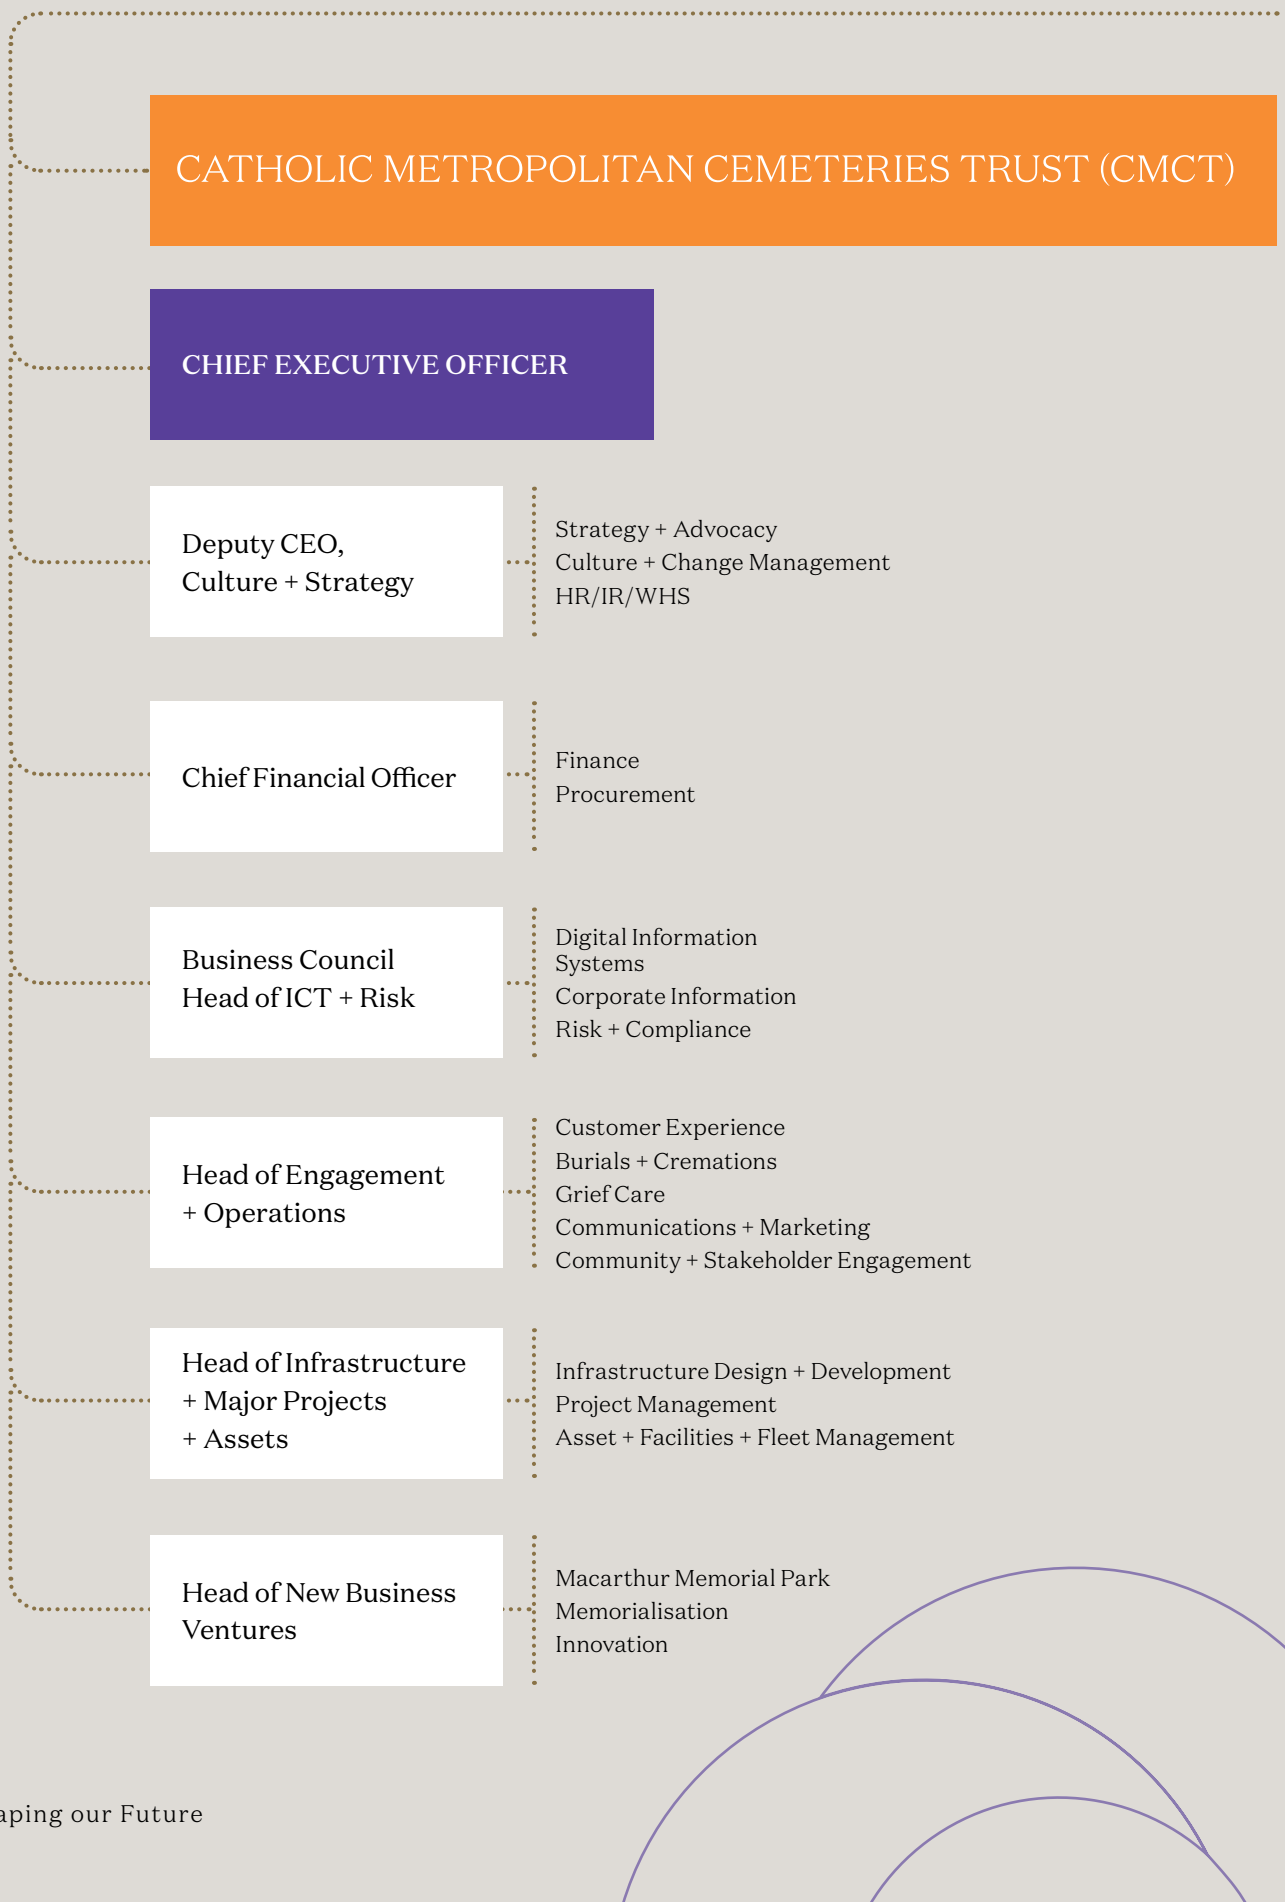 CATHOLIC METROPOLITAN CEMETERIES TRUST (CMCT)
CHIEF EXECUTIVE OFFICER
Deputy CEO,
Culture + Strategy
Strategy + Advocacy
Culture + Change Management
HR/IR/WHS
Chief Financial Officer
Finance
Procurement
Business Council
Head of ICT + Risk
Digital Information
Systems
Corporate Information
Risk + Compliance
Head of Engagement
+ Operations
Customer Experience
Burials + Cremations
Grief Care
Communications + Marketing
Community + Stakeholder Engagement
Head of Infrastructure
+ Major Projects
+ Assets
Infrastructure Design + Development
Project Management
Asset + Facilities + Fleet Management
Head of New Business
Ventures
Macarthur Memorial Park
Memorialisation
Innovation
aping our Future